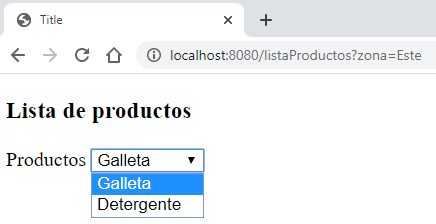 Title
localhost:8080/listaProductos?zona=Este
Lista de productos
Productos Galleta
Galleta
Detergente